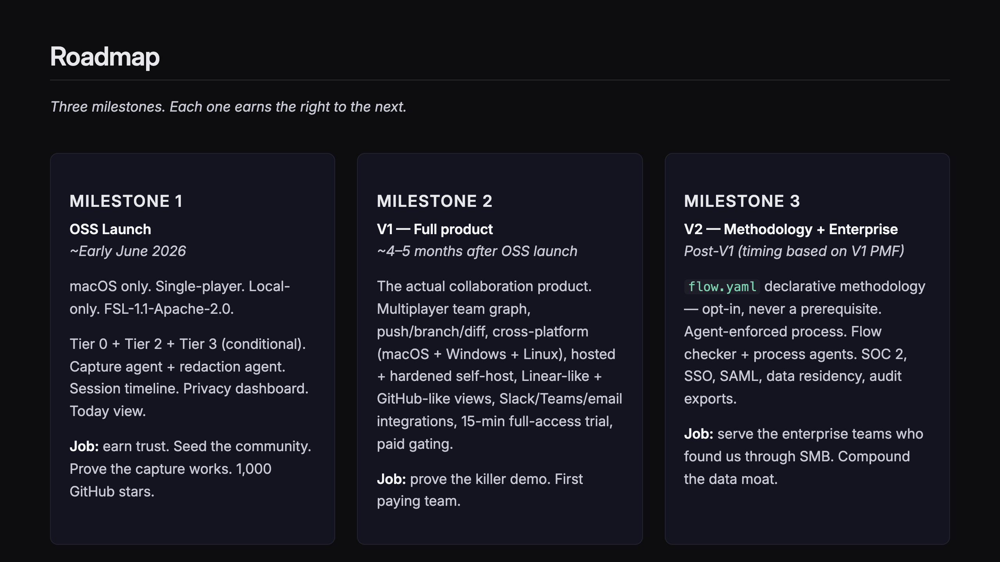 Roadmap
Three milestones. Each one earns the right to the next.
MILESTONE 1
OSS Launch
~Early June 2026
macOS only. Single-player. Local-
only. FSL-1.1-Apache-2.0.
Tier 0 + Tier 2 + Tier 3 (conditional).
Capture agent + redaction agent.
Session timeline. Privacy dashboard.
Today view.
Job: earn trust. Seed the community.
Prove the capture works. 1,000
GitHub stars.
MILESTONE 2
V1 — Full product
~4–5 months after OSS launch
The actual collaboration product.
Multiplayer team graph,
push/branch/diff, cross-platform
(macOS + Windows + Linux), hosted
+ hardened self-host, Linear-like +
GitHub-like views, Slack/Teams/email
integrations, 15-min full-access trial,
paid gating.
Job: prove the killer demo. First
paying team.
MILESTONE 3
V2 — Methodology + Enterprise
Post-V1 (timing based on V1 PMF)
flow.yaml declarative methodology
— opt-in, never a prerequisite.
Agent-enforced process. Flow
checker + process agents. SOC 2,
SSO, SAML, data residency, audit
exports.
Job: serve the enterprise teams who
found us through SMB. Compound
the data moat.